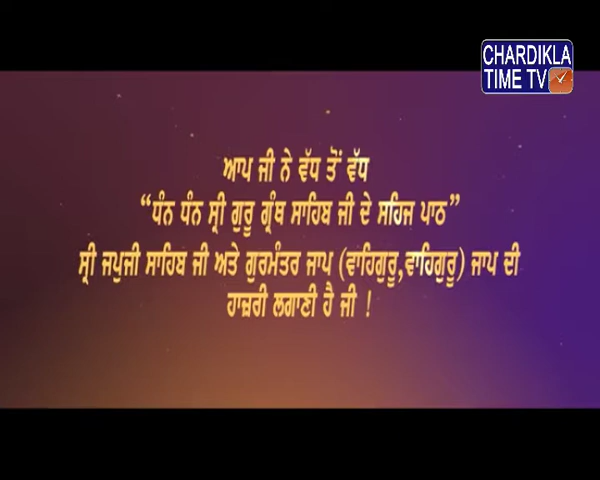 CHARDIKLA
TIME TV
ਆਪ ਜੀ ਨੇ ਵੱਧ ਤੋਂ ਵੱਧ
“ਧੰਨ ਧੰਨ ਸ੍ਰੀ ਗੁਰੂ ਗ੍ਰੰਥ ਸਾਹਿਬ ਜੀ ਦੇ ਸਹਿਜ ਪਾਠ”
ਸ੍ਰੀ ਜਪੁਜੀ ਸਾਹਿਬ ਜੀ ਅਤੇ ਗੁਰਮੰਤਰ ਜਾਪ (ਵਾਹਿਗੁਰੂ,ਵਾਹਿਗੁਰੂ) ਜਾਪ ਦੀ
ਹਾਜ਼ਰੀ ਲਗਾਣੀ ਹੈ ਜੀ !